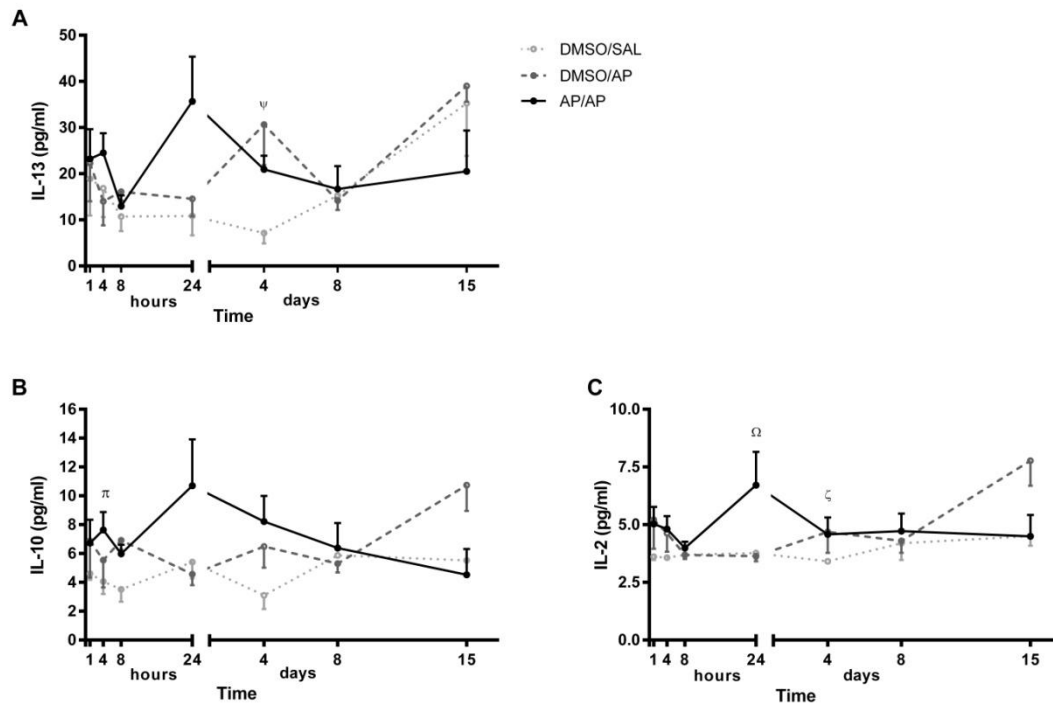 A
50
40
30
20
10
0
IL-13 (pg/ml)
ψ
1 4 8 24 4 8 15
hours days
Time
DMSO/SAL
DMSO/AP
AP/AP
B
16
14
12
10
8
6
4
2
0
IL-10 (pg/ml)
π
1 4 8 24 4 8 15
hours days
Time
C
10.0
7.5
5.0
2.5
0.0
IL-2 (pg/ml)
Ω
ζ
1 4 8 24 4 8 15
hours days
Time